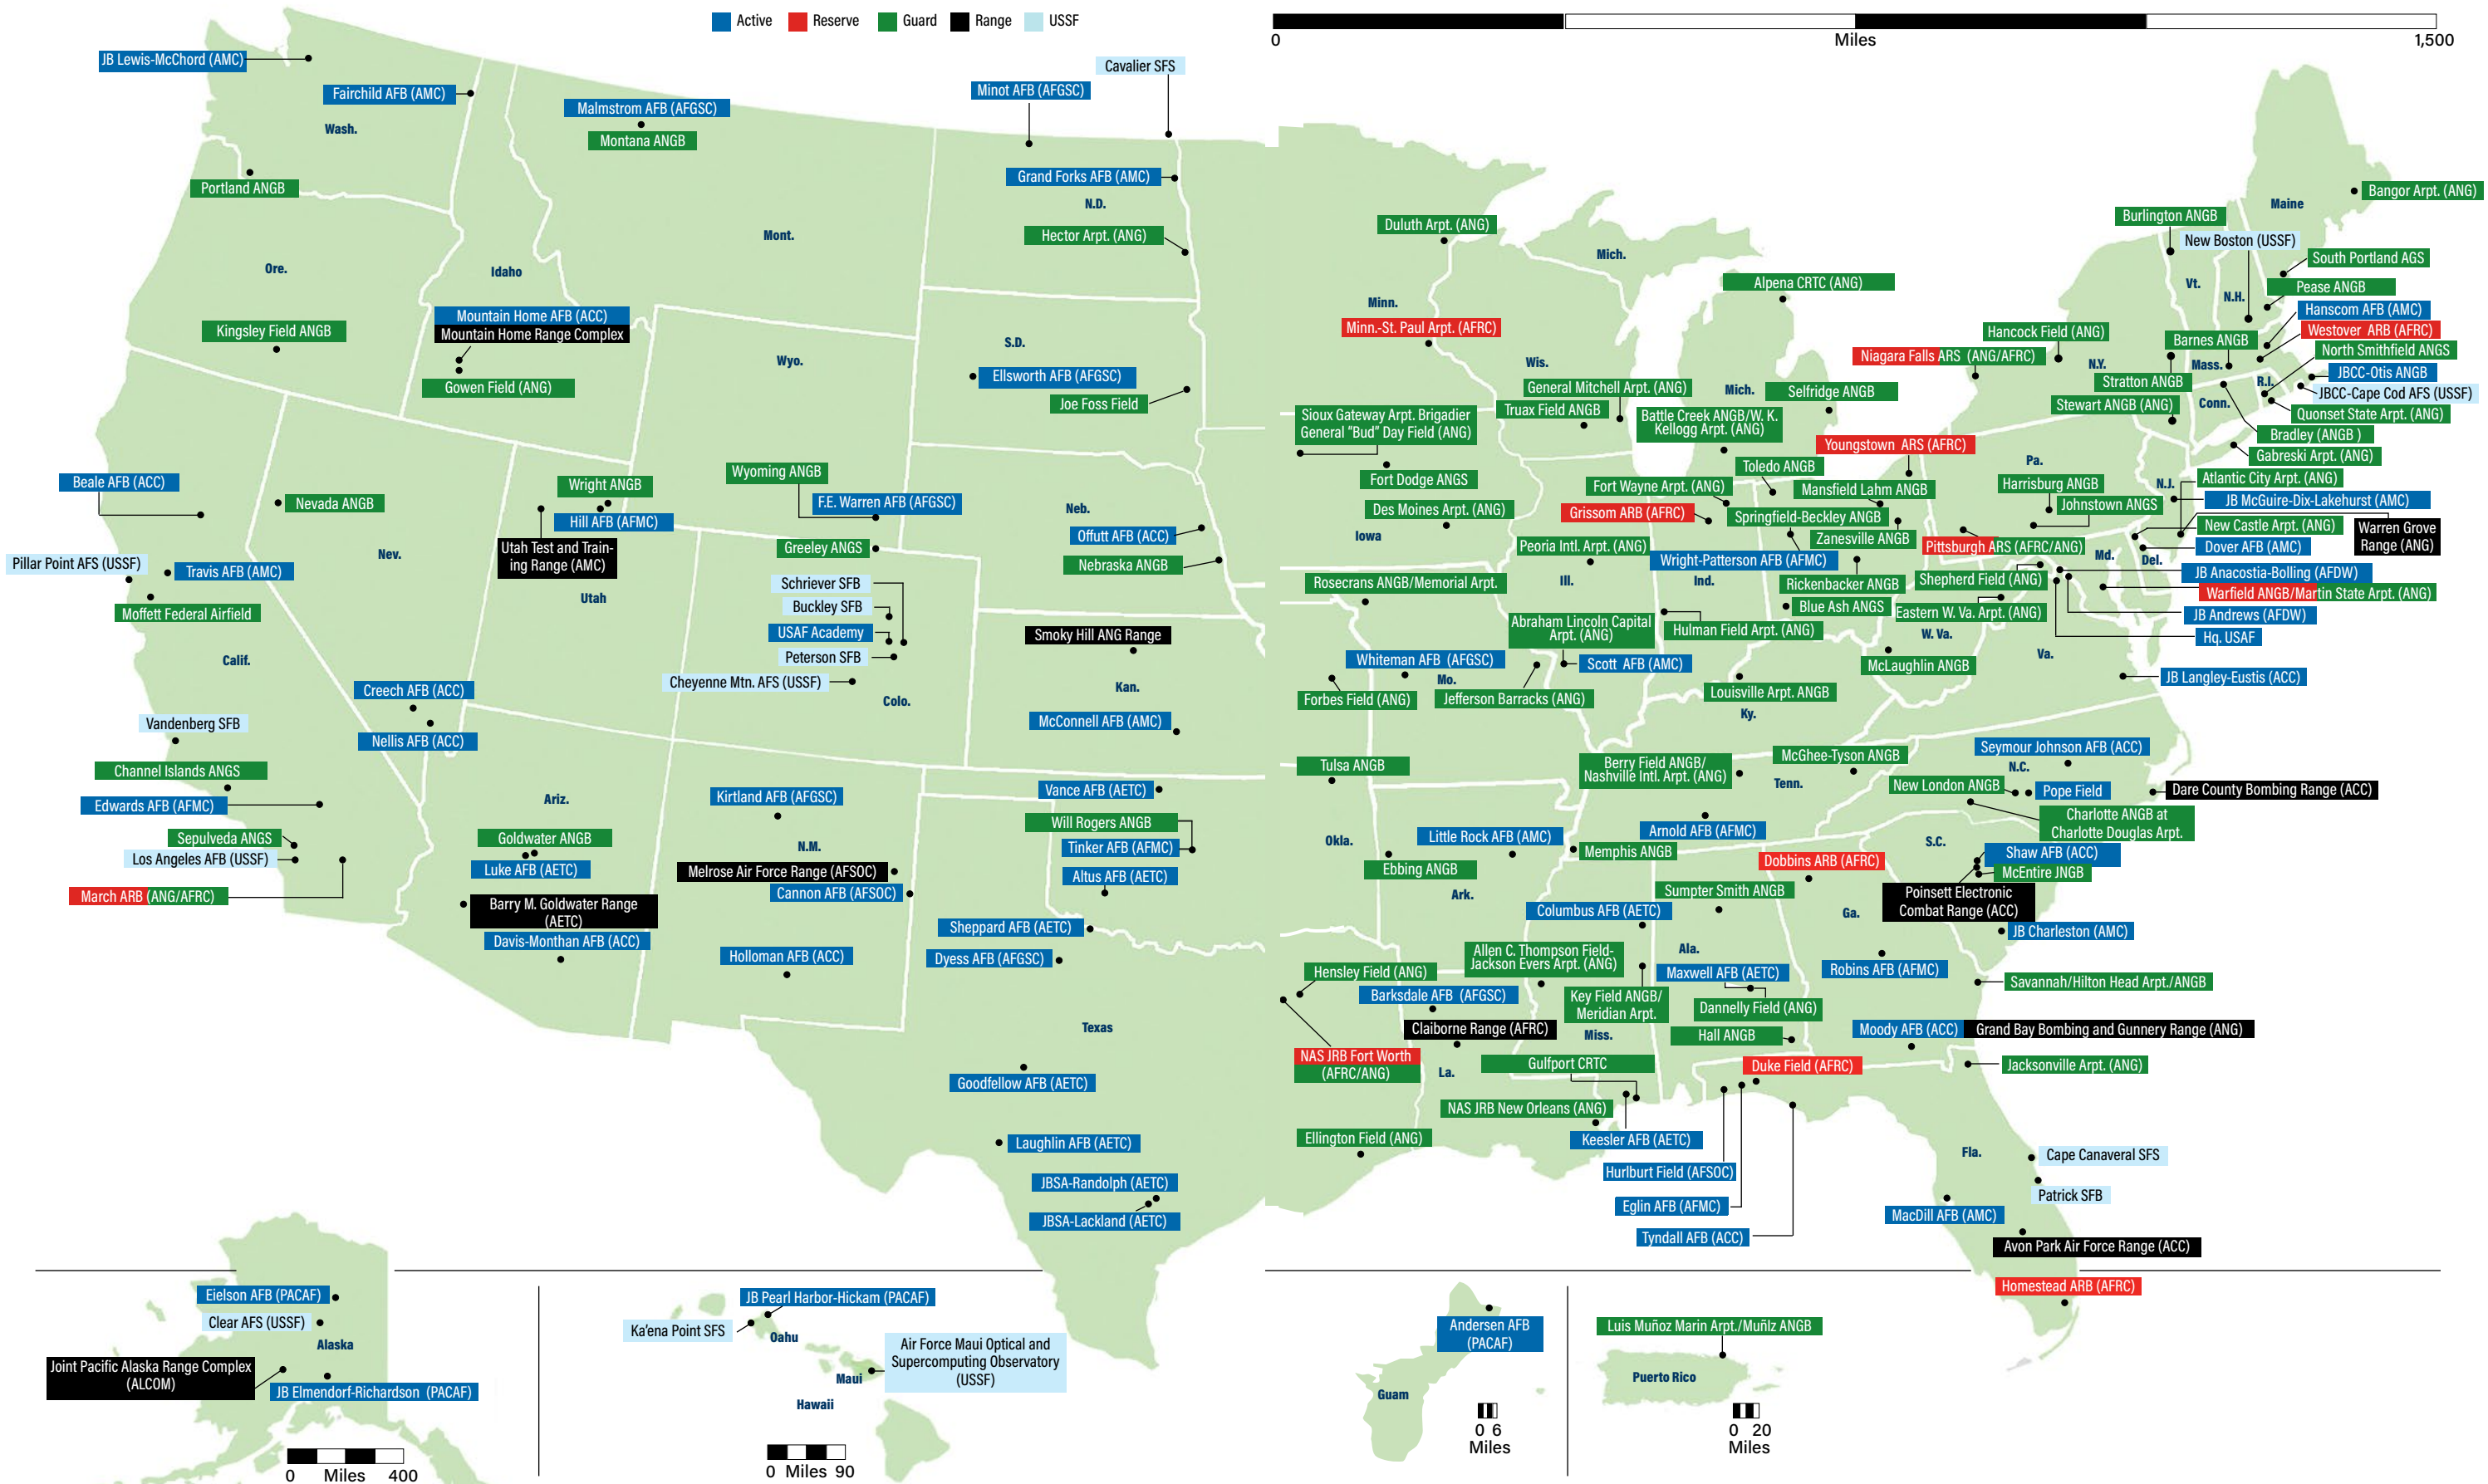 Active
Reserve
Guard
Range
USSF
0
Miles
1,500
JB Lewis-McChord (AMC)
Fairchild AFB (AMC)
Wash.
Malmstrom AFB (AFGSC)
Montana ANGB
Minot AFB (AFGSC)
Cavalier SFS
Grand Forks AFB (AMC)
N.D.
Hector Arpt. (ANG)
Portland ANGB
Mont.
Ore.
Idaho
Mountain Home AFB (ACC)
Mountain Home Range Complex
Kingsley Field ANGB
Gowen Field (ANG)
Wyo.
S.D.
Ellsworth AFB (AFGSC)
Joe Foss Field
Beale AFB (ACC)
Nevada ANGB
Wright ANGB
Hill AFB (AFMC)
Utah Test and Train-
ing Range (AMC)
Wyoming ANGB
F.E. Warren AFB (AFGSC)
Neb.
Offutt AFB (ACC)
Nebraska ANGB
Greeley ANGS
Nev.
Utah
Pillar Point AFS (USSF)
Travis AFB (AMC)
Moffett Federal Airfield
Schriever SFB
Buckley SFB
USAF Academy
Peterson SFB
Cheyenne Mtn. AFS (USSF)
Colo.
Smoky Hill ANG Range
Kan.
McConnell AFB (AMC)
Calif.
Creech AFB (ACC)
Nellis AFB (ACC)
Vandenberg SFB
Channel Islands ANGS
Edwards AFB (AFMC)
Sepulveda ANGS
Los Angeles AFB (USSF)
March ARB (ANG/AFRC)
Ariz.
Goldwater ANGB
Luke AFB (AETC)
Barry M. Goldwater Range
(AETC)
Davis-Monthan AFB (ACC)
Kirtland AFB (AFGSC)
N.M.
Melrose Air Force Range (AFSOC)
Cannon AFB (AFSOC)
Holloman AFB (ACC)
Vance AFB (AETC)
Will Rogers ANGB
Tinker AFB (AFMC)
Altus AFB (AETC)
Sheppard AFB (AETC)
Dyess AFB (AFGSC)
Texas
Goodfellow AFB (AETC)
Laughlin AFB (AETC)
JBSA-Randolph (AETC)
JBSA-Lackland (AETC)
Duluth Arpt. (ANG)
Mich.
Minn.
Minn.-St. Paul Arpt. (AFRC)
Wis.
Alpena CRTC (ANG)
Mich.
General Mitchell Arpt. (ANG)
Truax Field ANGB
Selfridge ANGB
Battle Creek ANGB/W. K.
Kellogg Arpt. (ANG)
Sioux Gateway Arpt. Brigadier
General "Bud" Day Field (ANG)
Fort Dodge ANGS
Des Moines Arpt. (ANG)
Iowa
Youngstown ARS (AFRC)
Toledo ANGB
Fort Wayne Arpt. (ANG)
Mansfield Lahm ANGB
Grissom ARB (AFRC)
Springfield-Beckley ANGB
Zanesville ANGB
Peoria Intl. Arpt. (ANG)
Wright-Patterson AFB (AFMC)
Ill.
Ind.
Rickenbacker ANGB
Blue Ash ANGS
Rosecrans ANGB/Memorial Arpt.
Abraham Lincoln Capital
Arpt. (ANG)
Hulman Field Arpt. (ANG)
Whiteman AFB (AFGSC)
Mo.
Scott AFB (AMC)
Forbes Field (ANG)
Jefferson Barracks (ANG)
Louisville Arpt. ANGB
Ky.
McLaughlin ANGB
W. Va.
Va.
Bangor Arpt. (ANG)
Maine
Burlington ANGB
New Boston (USSF)
South Portland AGS
Vt.
N.H.
Pease ANGB
Hanscom AFB (AMC)
Westover ARB (AFRC)
Hancock Field (ANG)
Barnes ANGB
North Smithfield ANGS
Niagara Falls ARS (ANG/AFRC)
N.Y.
Mass.
JBCC-Otis ANGB
Stratton ANGB
R.I.
JBCC-Cape Cod AFS (USSF)
Stewart ANGB (ANG)
Conn.
Quonset State Arpt. (ANG)
Bradley (ANGB )
Gabreski Arpt. (ANG)
Pa.
Harrisburg ANGB
Johnstown ANGS
N.J.
Atlantic City Arpt. (ANG)
JB McGuire-Dix-Lakehurst (AMC)
New Castle Arpt. (ANG)
Warren Grove
Range (ANG)
Pittsburgh ARS (AFRC/ANG)
Md.
Del.
Dover AFB (AMC)
Shepherd Field (ANG)
JB Anacostia-Bolling (AFDW)
Warfield ANGB/Martin State Arpt. (ANG)
Eastern W. Va. Arpt. (ANG)
JB Andrews (AFDW)
Hq. USAF
JB Langley-Eustis (ACC)
Tulsa ANGB
Berry Field ANGB/
Nashville Intl. Arpt. (ANG)
McGhee-Tyson ANGB
Tenn.
Seymour Johnson AFB (ACC)
N.C.
New London ANGB
Pope Field
Dare County Bombing Range (ACC)
Charlotte ANGB at
Charlotte Douglas Arpt.
Okla.
Little Rock AFB (AMC)
Arnold AFB (AFMC)
Ebbing ANGB
Memphis ANGB
Ark.
Dobbins ARB (AFRC)
Sumpter Smith ANGB
Ga.
S.C.
Shaw AFB (ACC)
McEntire JNGB
Poinsett Electronic
Combat Range (ACC)
JB Charleston (AMC)
Columbus AFB (AETC)
Allen C. Thompson Field-
Jackson Evers Arpt. (ANG)
Ala.
Maxwell AFB (AETC)
Robins AFB (AFMC)
Savannah/Hilton Head Arpt./ANGB
Hensley Field (ANG)
Barksdale AFB (AFGSC)
Key Field ANGB/
Meridian Arpt.
Dannelly Field (ANG)
Claiborne Range (AFRC)
Miss.
Hall ANGB
Moody AFB (ACC)
Grand Bay Bombing and Gunnery Range (ANG)
NAS JRB Fort Worth
(AFRC/ANG)
La.
Gulfport CRTC
Duke Field (AFRC)
Jacksonville Arpt. (ANG)
NAS JRB New Orleans (ANG)
Ellington Field (ANG)
Keesler AFB (AETC)
Hurlburt Field (AFSOC)
Eglin AFB (AFMC)
Tyndall AFB (ACC)
Fla.
Cape Canaveral SFS
Patrick SFB
MacDill AFB (AMC)
Avon Park Air Force Range (ACC)
Homestead ARB (AFRC)
Eielson AFB (PACAF)
Clear AFS (USSF)
Alaska
Joint Pacific Alaska Range Complex
(ALCOM)
JB Elmendorf-Richardson (PACAF)
0 Miles 400
JB Pearl Harbor-Hickam (PACAF)
Ka'ena Point SFS
Oahu
Air Force Maui Optical and
Supercomputing Observatory
(USSF)
Maui
Hawaii
0 Miles 90
Andersen AFB
(PACAF)
Guam
0 6
Miles
Luis Muñoz Marin Arpt./Muñlz ANGB
Puerto Rico
0 20
Miles